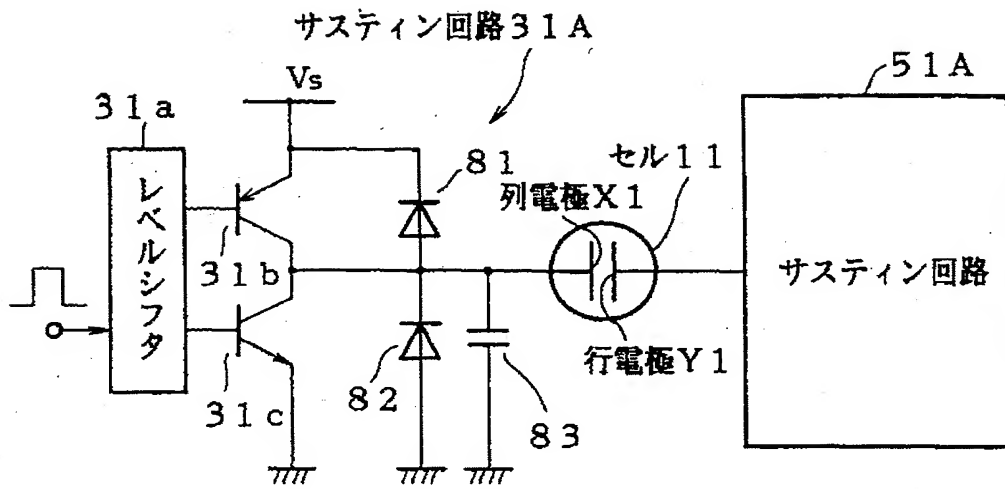 サスティン回路31A
Vs
51A
31a
81
セル11
列電極X1
レベルシフタ
31b
サスティン回路
行電極Y1
82
31c
83